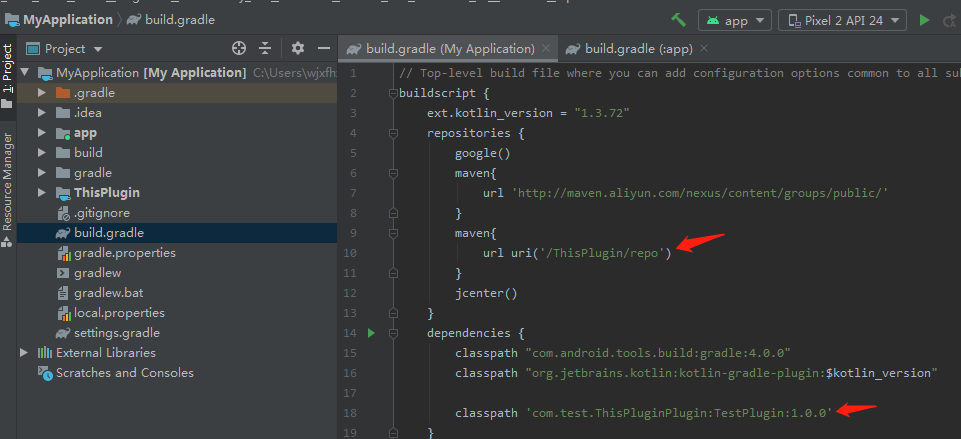 MyApplication build.gradle
app Pixel 2 API 24
1: Project
Resource Manager
Project
build.gradle (My Application) build.gradle (:app)
MyApplication [My Application] C:\Users\wjxfh
.gradle
.idea
app
build
gradle
ThisPlugin
.gitignore
build.gradle
gradle.properties
gradlew
gradlew.bat
local.properties
settings.gradle
External Libraries
Scratches and Consoles
1 // Top-level build file where you can add configuration options common to all su
2 buildscript {
3 ext.kotlin_version = "1.3.72"
4 repositories {
5 google()
6 maven{
7 url 'http://maven.aliyun.com/nexus/content/groups/public/'
8 }
9 maven{
10 url uri('/ThisPlugin/repo')
11 }
12 jcenter()
13 }
14 dependencies {
15 classpath "com.android.tools.build:gradle:4.0.0"
16 classpath "org.jetbrains.kotlin:kotlin-gradle-plugin:$kotlin_version"
17
18 classpath 'com.test.ThisPluginPlugin:TestPlugin:1.0.0'
19 }